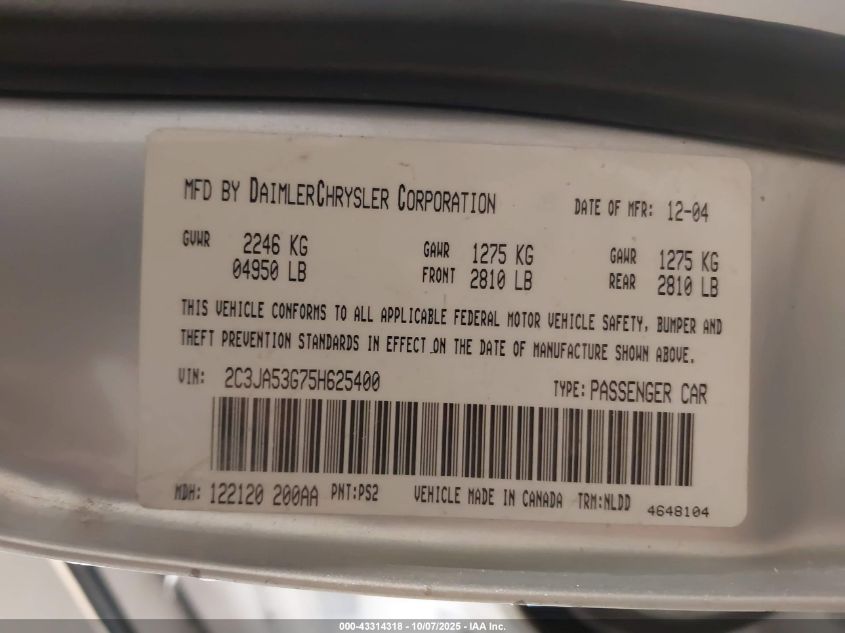 MFD BY DAIMLERCHRYSLER CORPORATION DATE OF MFR: 12-04
GVWR 2246 KG GAWR 1275 KG GAWR 1275 KG
04950 LB FRONT 2810 LB REAR 2810 LB
THIS VEHICLE CONFORMS TO ALL APPLICABLE FEDERAL MOTOR VEHICLE SAFETY, BUMPER AND
THEFT PREVENTION STANDARDS IN EFFECT ON THE DATE OF MANUFACTURE SHOWN ABOVE.
VIN: 2C3JA53G75H625400 TYPE: PASSENGER CAR
MDH: 122120 200AA PNT:PS2 VEHICLE MADE IN CANADA TRM:NLDD 4648104
000-43314318 - 10/07/2025 - IAA Inc.